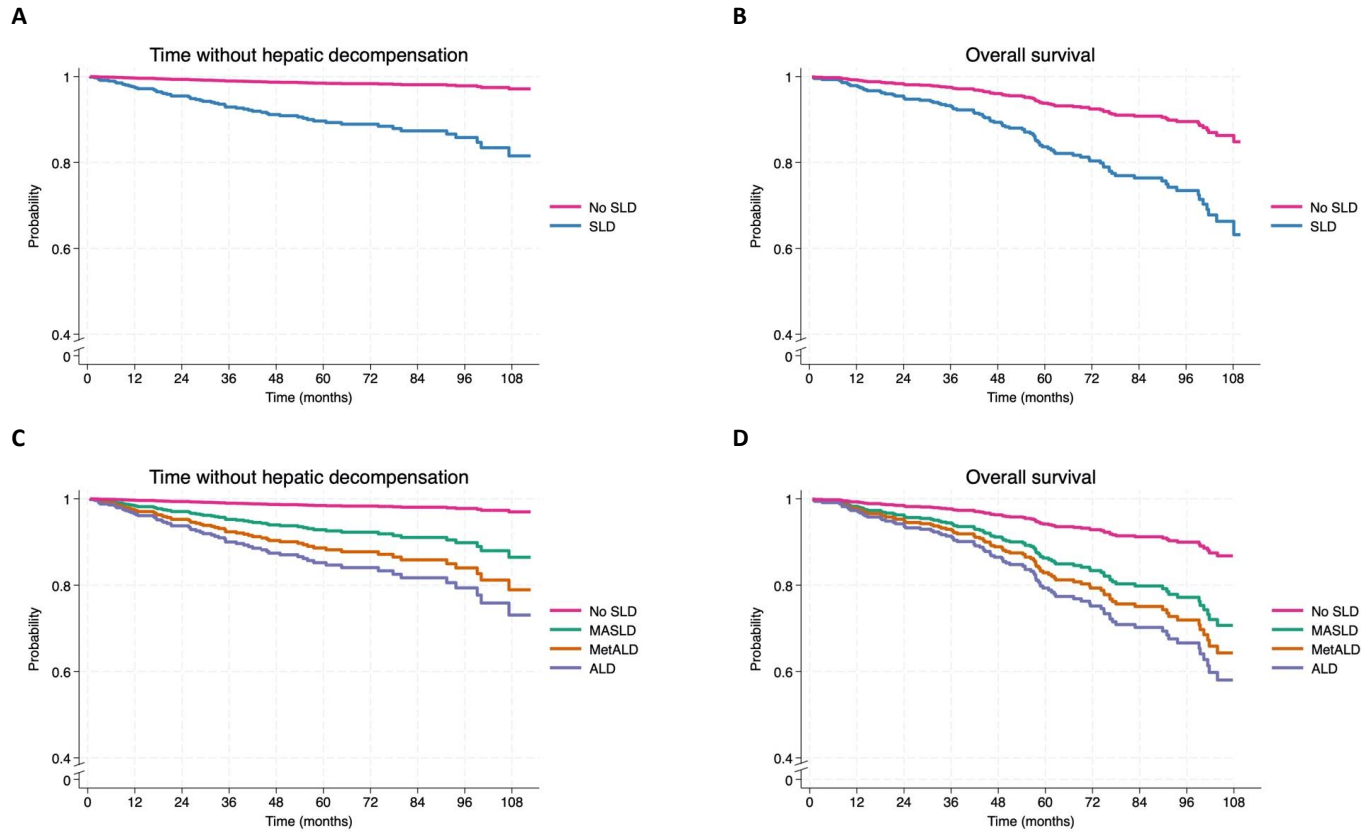 A
Time without hepatic decompensation
1
0.8
0.6
0.4
0
Probability
0 12 24 36 48 60 72 84 96 108
Time (months)
No SLD
SLD
B
Overall survival
1
0.8
0.6
0.4
0
Probability
0 12 24 36 48 60 72 84 96 108
Time (months)
No SLD
SLD
C
Time without hepatic decompensation
1
0.8
0.6
0.4
0
Probability
0 12 24 36 48 60 72 84 96 108
Time (months)
No SLD
MASLD
MetALD
ALD
D
Overall survival
1
0.8
0.6
0.4
0
Probability
0 12 24 36 48 60 72 84 96 108
Time (months)
No SLD
MASLD
MetALD
ALD